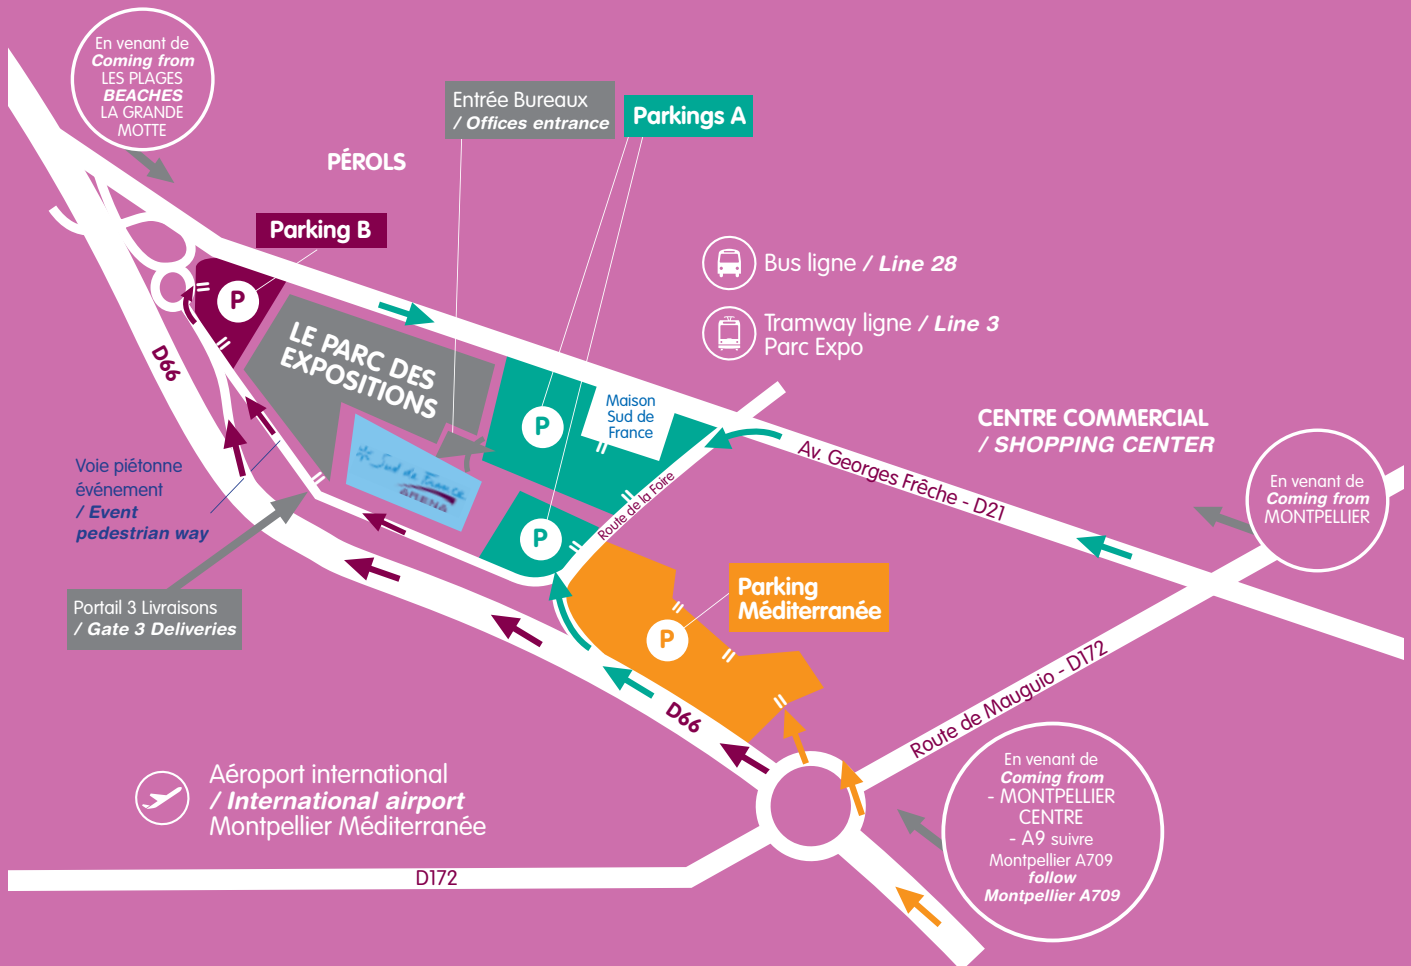 En venant de
Coming from
LES PLAGES
BEACHES
LA GRANDE
MOTTE
Entrée Bureaux
/ Offices entrance
Parkings A
PÉROLS
Parking B
P
Bus ligne / Line 28
Tramway ligne / Line 3
Parc Expo
LE PARC DES
EXPOSITIONS
D66
Maison
Sud de
France
P
CENTRE COMMERCIAL
/ SHOPPING CENTER
Av. Georges Frêche - D21
En venant de
Coming from
MONTPELLIER
Voie piétonne
événement
/ Event
pedestrian way
Sud de France
ARENA
Route de la Foire
P
Portail 3 Livraisons
/ Gate 3 Deliveries
Parking
Méditerranée
P
D66
Route de Mauguio - D172
Aéroport international
/ International airport
Montpellier Méditerranée
En venant de
Coming from
- MONTPELLIER
CENTRE
- A9 suivre
Montpellier A709
follow
Montpellier A709
D172